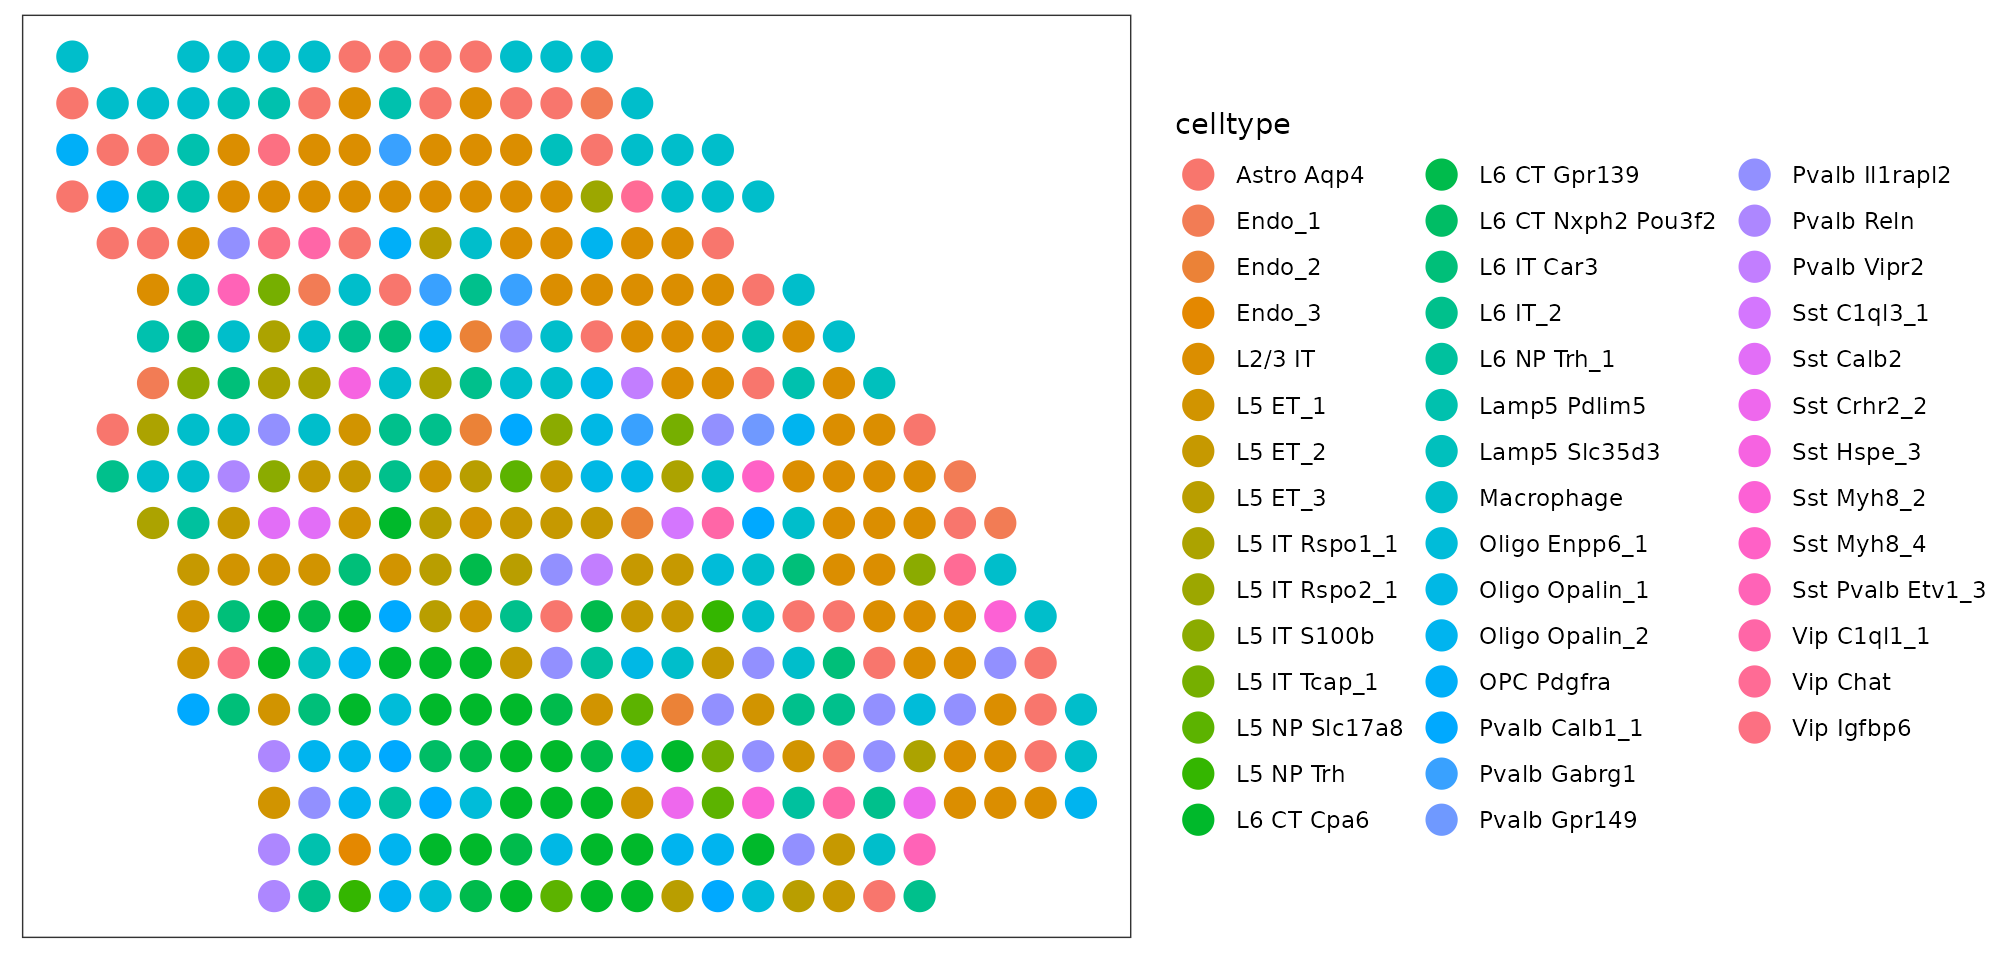 celltype
Astro Aqp4
Endo_1
Endo_2
Endo_3
L2/3 IT
L5 ET_1
L5 ET_2
L5 ET_3
L5 IT Rspo1_1
L5 IT Rspo2_1
L5 IT S100b
L5 IT Tcap_1
L5 NP Slc17a8
L5 NP Trh
L6 CT Cpa6
L6 CT Gpr139
L6 CT Nxph2 Pou3f2
L6 IT Car3
L6 IT_2
L6 NP Trh_1
Lamp5 Pdlim5
Lamp5 Slc35d3
Macrophage
Oligo Enpp6_1
Oligo Opalin_1
Oligo Opalin_2
OPC Pdgfra
Pvalb Calb1_1
Pvalb Gabrg1
Pvalb Gpr149
Pvalb Il1rapl2
Pvalb Reln
Pvalb Vipr2
Sst C1ql3_1
Sst Calb2
Sst Crhr2_2
Sst Hspe_3
Sst Myh8_2
Sst Myh8_4
Sst Pvalb Etv1_3
Vip C1ql1_1
Vip Chat
Vip Igfbp6